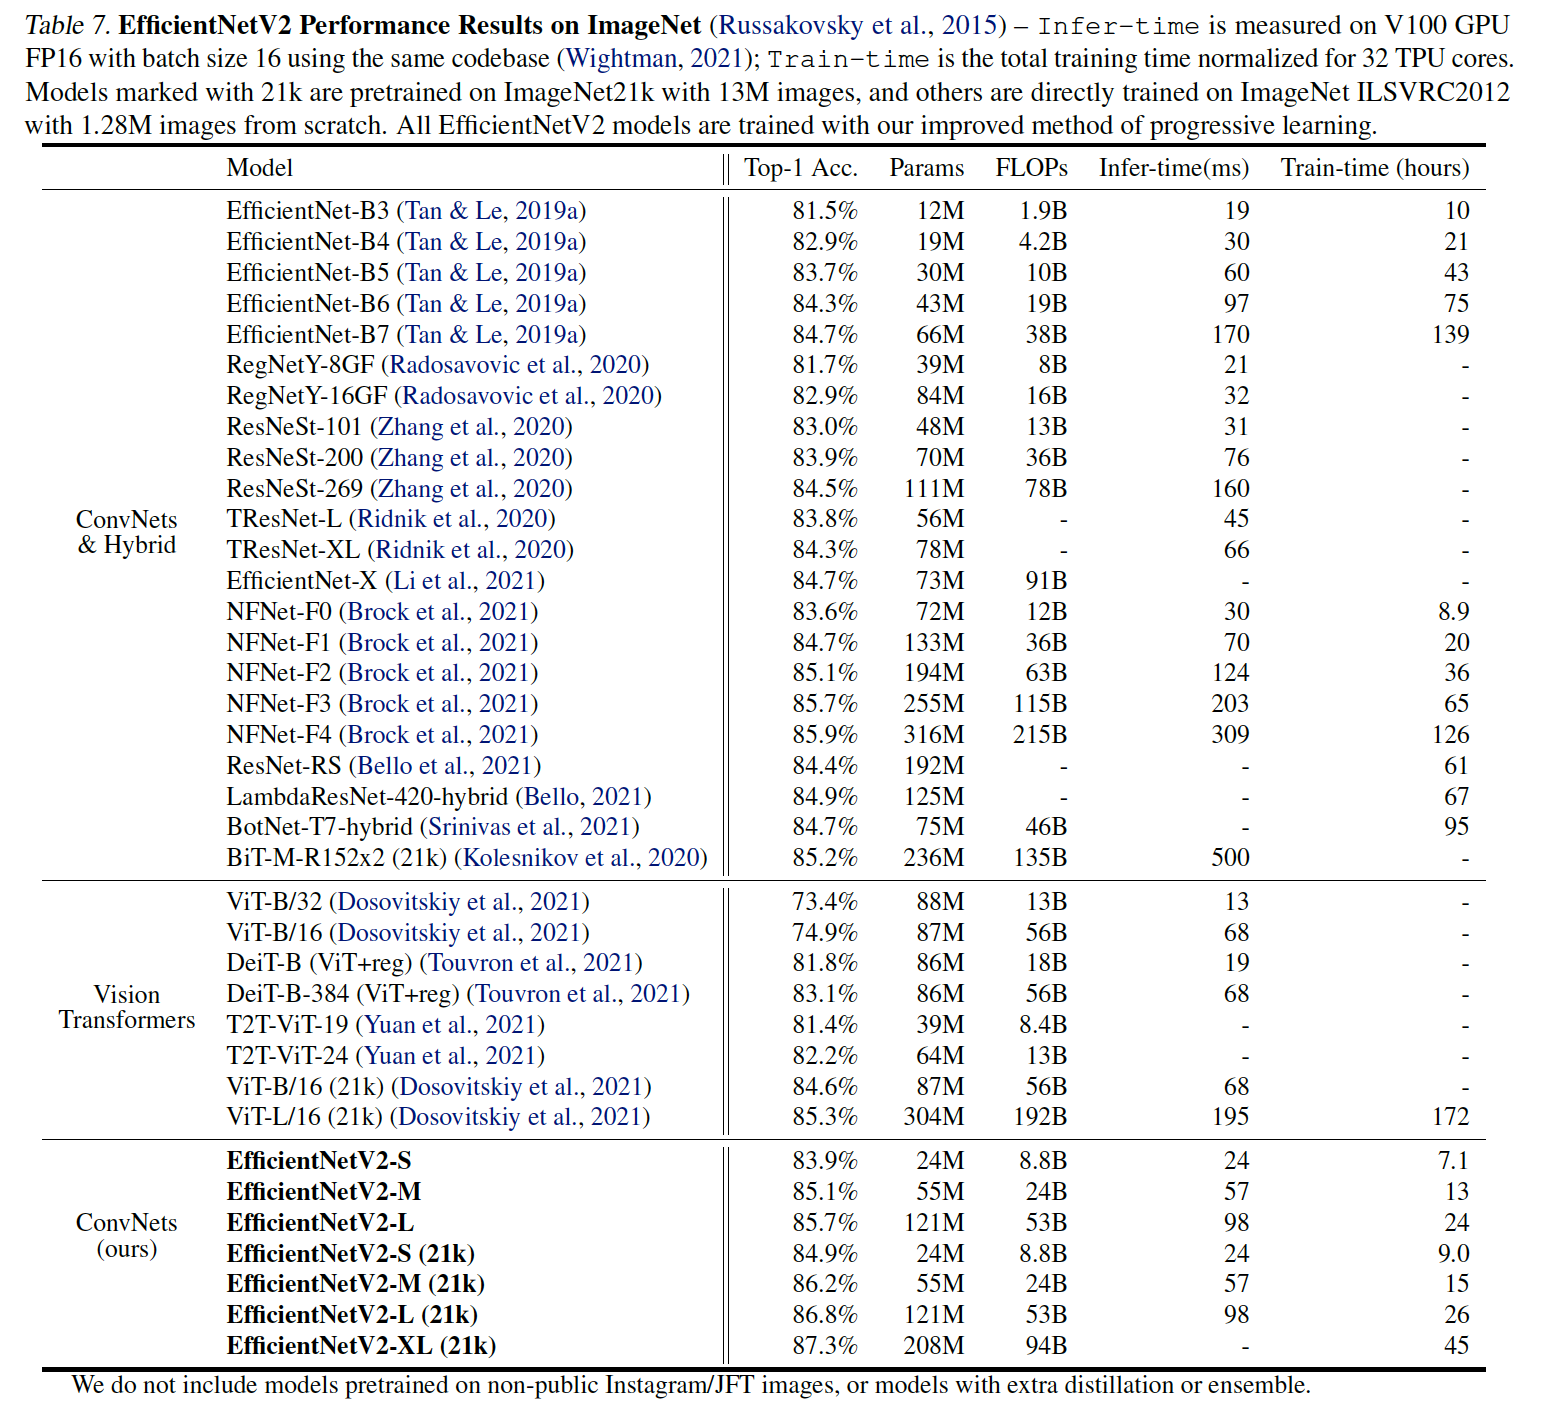 Table 7. EfficientNetV2 Performance Results on ImageNet (Russakovsky et al., 2015) – Infer-time is measured on V100 GPU
FP16 with batch size 16 using the same codebase (Wightman, 2021); Train-time is the total training time normalized for 32 TPU cores.
Models marked with 21k are pretrained on ImageNet21k with 13M images, and others are directly trained on ImageNet ILSVRC2012
with 1.28M images from scratch. All EfficientNetV2 models are trained with our improved method of progressive learning.
Model Top-1 Acc. Params FLOPs Infer-time(ms) Train-time (hours)
ConvNets
& Hybrid
EfficientNet-B3 (Tan & Le, 2019a) 81.5% 12M 1.9B 19 10
EfficientNet-B4 (Tan & Le, 2019a) 82.9% 19M 4.2B 30 21
EfficientNet-B5 (Tan & Le, 2019a) 83.7% 30M 10B 60 43
EfficientNet-B6 (Tan & Le, 2019a) 84.3% 43M 19B 97 75
EfficientNet-B7 (Tan & Le, 2019a) 84.7% 66M 38B 170 139
RegNetY-8GF (Radosavovic et al., 2020) 81.7% 39M 8B 21 -
RegNetY-16GF (Radosavovic et al., 2020) 82.9% 84M 16B 32 -
ResNeSt-101 (Zhang et al., 2020) 83.0% 48M 13B 31 -
ResNeSt-200 (Zhang et al., 2020) 83.9% 70M 36B 76 -
ResNeSt-269 (Zhang et al., 2020) 84.5% 111M 78B 160 -
TResNet-L (Ridnik et al., 2020) 83.8% 56M - 45 -
TResNet-XL (Ridnik et al., 2020) 84.3% 78M - 66 -
EfficientNet-X (Li et al., 2021) 84.7% 73M 91B - -
NFNet-F0 (Brock et al., 2021) 83.6% 72M 12B 30 8.9
NFNet-F1 (Brock et al., 2021) 84.7% 133M 36B 70 20
NFNet-F2 (Brock et al., 2021) 85.1% 194M 63B 124 36
NFNet-F3 (Brock et al., 2021) 85.7% 255M 115B 203 65
NFNet-F4 (Brock et al., 2021) 85.9% 316M 215B 309 126
ResNet-RS (Bello et al., 2021) 84.4% 192M - - 61
LambdaResNet-420-hybrid (Bello, 2021) 84.9% 125M - - 67
BotNet-T7-hybrid (Srinivas et al., 2021) 84.7% 75M 46B - 95
BiT-M-R152x2 (21k) (Kolesnikov et al., 2020) 85.2% 236M 135B 500 -
Vision
Transformers
ViT-B/32 (Dosovitskiy et al., 2021) 73.4% 88M 13B 13 -
ViT-B/16 (Dosovitskiy et al., 2021) 74.9% 87M 56B 68 -
DeiT-B (ViT+reg) (Touvron et al., 2021) 81.8% 86M 18B 19 -
DeiT-B-384 (ViT+reg) (Touvron et al., 2021) 83.1% 86M 56B 68 -
T2T-ViT-19 (Yuan et al., 2021) 81.4% 39M 8.4B - -
T2T-ViT-24 (Yuan et al., 2021) 82.2% 64M 13B - -
ViT-B/16 (21k) (Dosovitskiy et al., 2021) 84.6% 87M 56B 68 -
ViT-L/16 (21k) (Dosovitskiy et al., 2021) 85.3% 304M 192B 195 172
ConvNets
(ours)
EfficientNetV2-S 83.9% 24M 8.8B 24 7.1
EfficientNetV2-M 85.1% 55M 24B 57 13
EfficientNetV2-L 85.7% 121M 53B 98 24
EfficientNetV2-S (21k) 84.9% 24M 8.8B 24 9.0
EfficientNetV2-M (21k) 86.2% 55M 24B 57 15
EfficientNetV2-L (21k) 86.8% 121M 53B 98 26
EfficientNetV2-XL (21k) 87.3% 208M 94B - 45
We do not include models pretrained on non-public Instagram/JFT images, or models with extra distillation or ensemble.